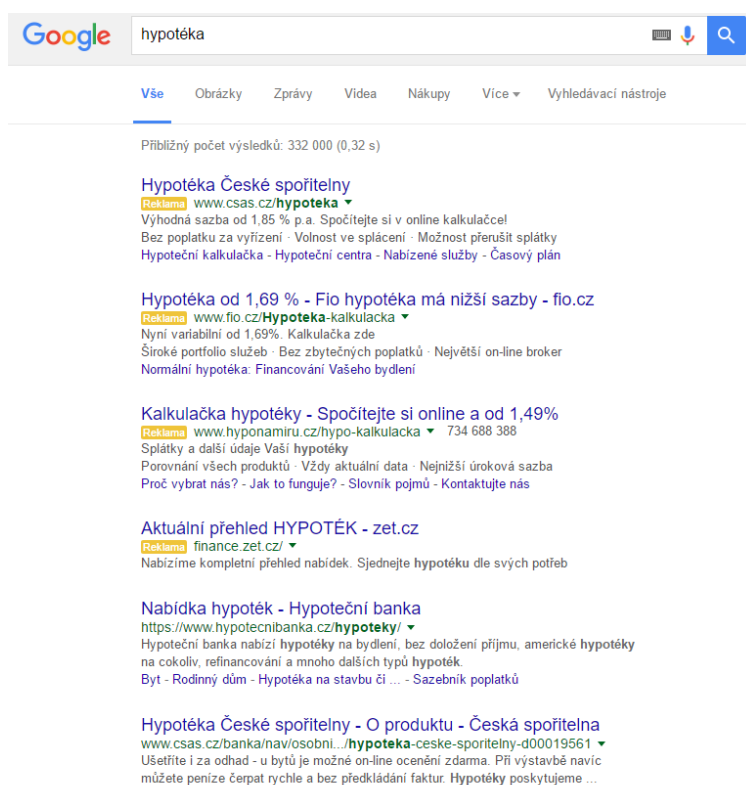 Google
hypotéka
Vše Obrázky Zprávy Videa Nákupy Více Vyhledávací nástroje
Přibližný počet výsledků: 332 000 (0,32 s)
Hypotéka České spořitelny
Reklama www.csas.cz/hypoteka
Výhodná sazba od 1,85 % p.a. Spočítejte si v online kalkulačce!
Bez poplatku za vyřízení · Volnost ve splácení · Možnost přerušit splátky
Hypoteční kalkulačka - Hypoteční centra - Nabízené služby - Časový plán
Hypotéka od 1,69 % - Fio hypotéka má nižší sazby - fio.cz
Reklama www.fio.cz/Hypoteka-kalkulacka
Nyní variabilní od 1,69%. Kalkulačka zde
Široké portfolio služeb · Bez zbytečných poplatků · Největší on-line broker
Normální hypotéka: Financování Vašeho bydlení
Kalkulačka hypotéky - Spočítejte si online a od 1,49%
Reklama www.hyponamiru.cz/hypo-kalkulacka 734 688 388
Splátky a další údaje Vaší hypotéky
Porovnání všech produktů · Vždy aktuální data · Nejnižší úroková sazba
Proč vybrat nás? - Jak to funguje? - Slovník pojmů - Kontaktujte nás
Aktuální přehled HYPOTÉK - zet.cz
Reklama finance.zet.cz/
Nabízíme kompletní přehled nabídek. Sjednejte hypotéku dle svých potřeb
Nabídka hypoték - Hypoteční banka
https://www.hypotecnibanka.cz/hypoteky/
Hypoteční banka nabízí hypotéky na bydlení, bez doložení příjmu, americké hypotéky
na cokoliv, refinancování a mnoho dalších typů hypoték.
Byt - Rodinný dům - Hypotéka na stavbu či ... - Sazebník poplatků
Hypotéka České spořitelny - O produktu - Česká spořitelna
www.csas.cz/banka/nav/osobni.../hypoteka-ceske-sporitelny-d00019561
Ušetříte i za odhad - u bytů je možné on-line ocenění zdarma. Při výstavbě navíc
můžete peníze čerpat rychle a bez předkládání faktur. Hypotéky poskytujeme ...